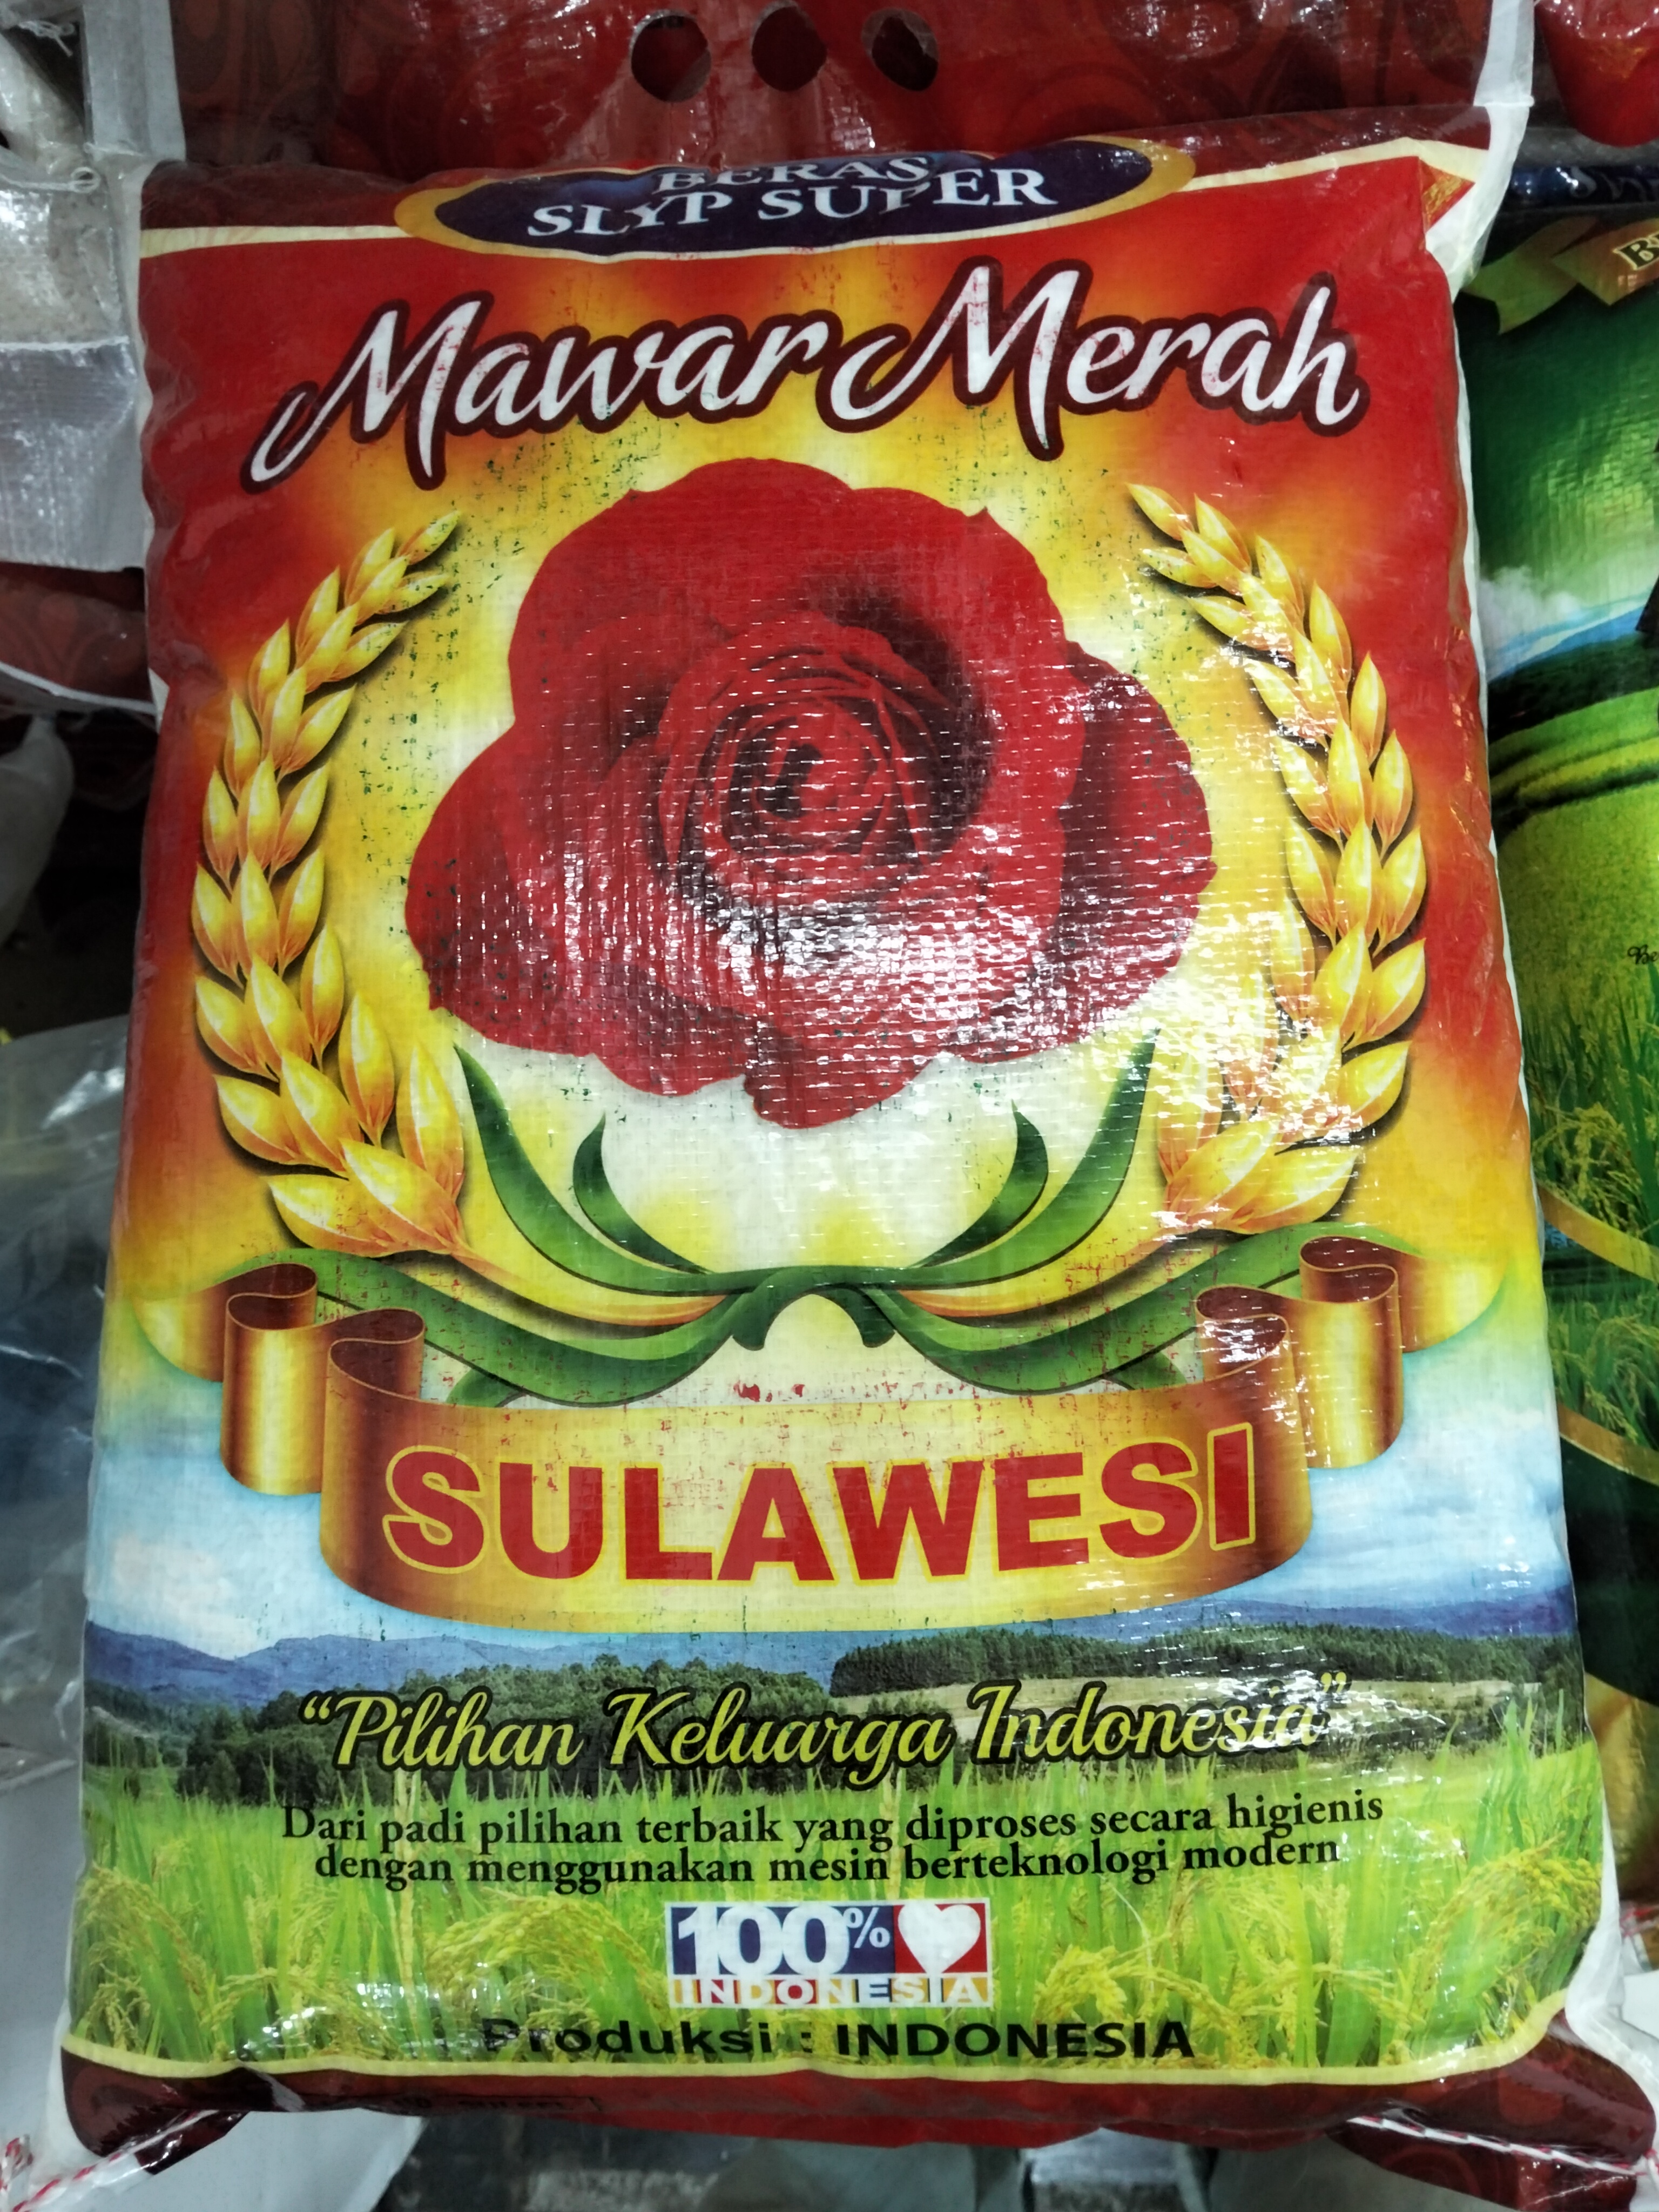 BERAS
SLYP SUPER
Mawar Merah
SULAWESI
“Pilihan Keluarga Indonesia”
Dari padi pilihan terbaik yang diproses secara higienis
dengan menggunakan mesin berteknologi modern
100%
INDONESIA
Produksi : INDONESIA